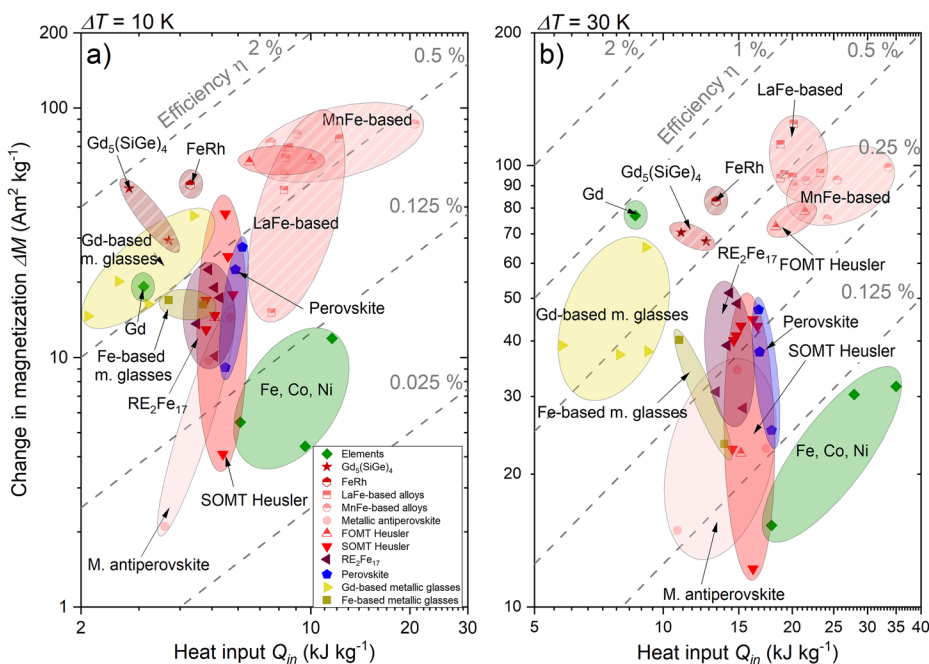 ΔT = 10 K
a)
2 %
0.5 %
Efficiency η
MnFe-based
Gd5(SiGe)4
FeRh
0.125 %
LaFe-based
Gd-based
m. glasses
Gd
Perovskite
Fe-based
m. glasses
0.025 %
Fe, Co, Ni
RE2Fe17
SOMT Heusler
M. antiperovskite
Elements
Gd5(SiGe)4
FeRh
LaFe-based alloys
MnFe-based alloys
Metallic antiperovskite
FOMT Heusler
SOMT Heusler
RE2Fe17
Perovskite
Gd-based metallic glasses
Fe-based metallic glasses
Change in magnetization ΔM (Am2 kg-1)
200
100
10
1
2
10
20
30
Heat input Qin (kJ kg-1)
ΔT = 30 K
b)
2 %
1 %
0.5 %
Efficiency η
LaFe-based
0.25 %
Gd5(SiGe)4
FeRh
Gd
MnFe-based
RE2Fe17
FOMT Heusler
0.125 %
Gd-based m. glasses
Perovskite
SOMT Heusler
Fe-based m. glasses
Fe, Co, Ni
M. antiperovskite
200
100
90
80
70
60
50
40
30
20
10
5
10
15
20
25
30
35
40
Heat input Qin (kJ kg-1)